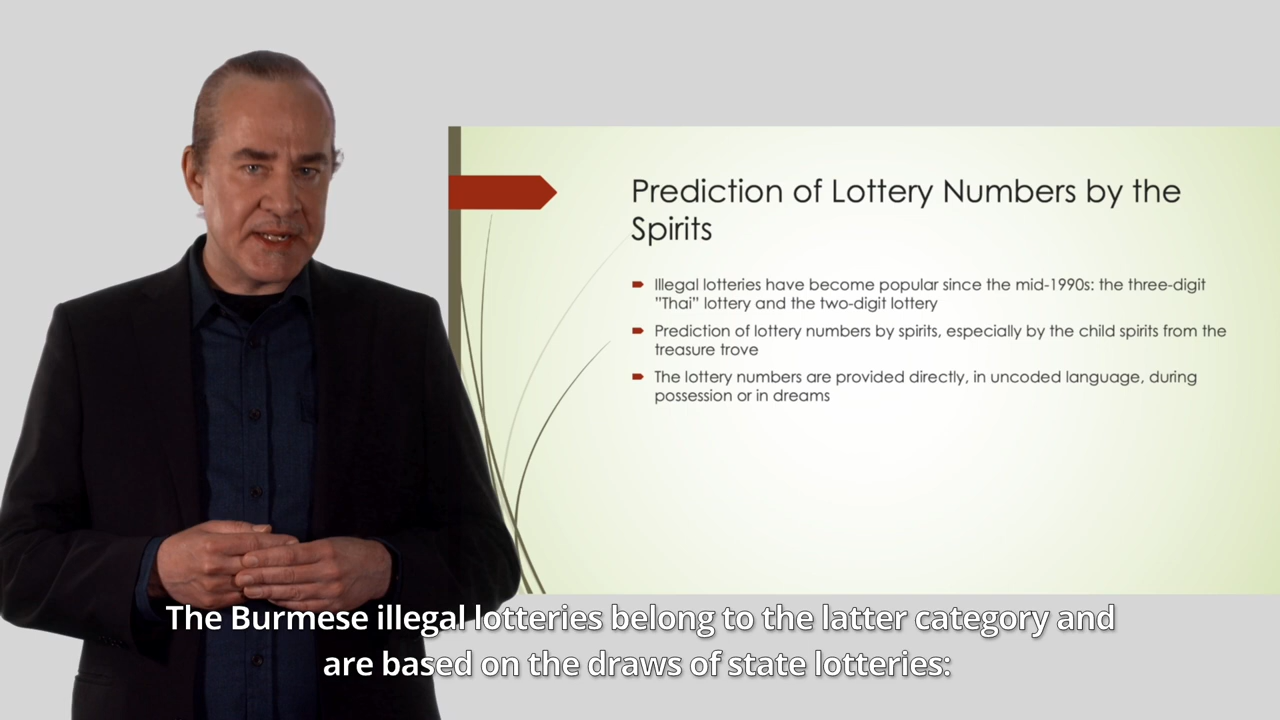 Prediction of Lottery Numbers by the
Spirits
Illegal lotteries have become popular since the mid-1990s: the three-digit
"Thai" lottery and the two-digit lottery
Prediction of lottery numbers by spirits, especially by the child spirits from the
treasure trove
The lottery numbers are provided directly, in uncoded language, during
possession or in dreams
The Burmese illegal lotteries belong to the latter category and
are based on the draws of state lotteries: